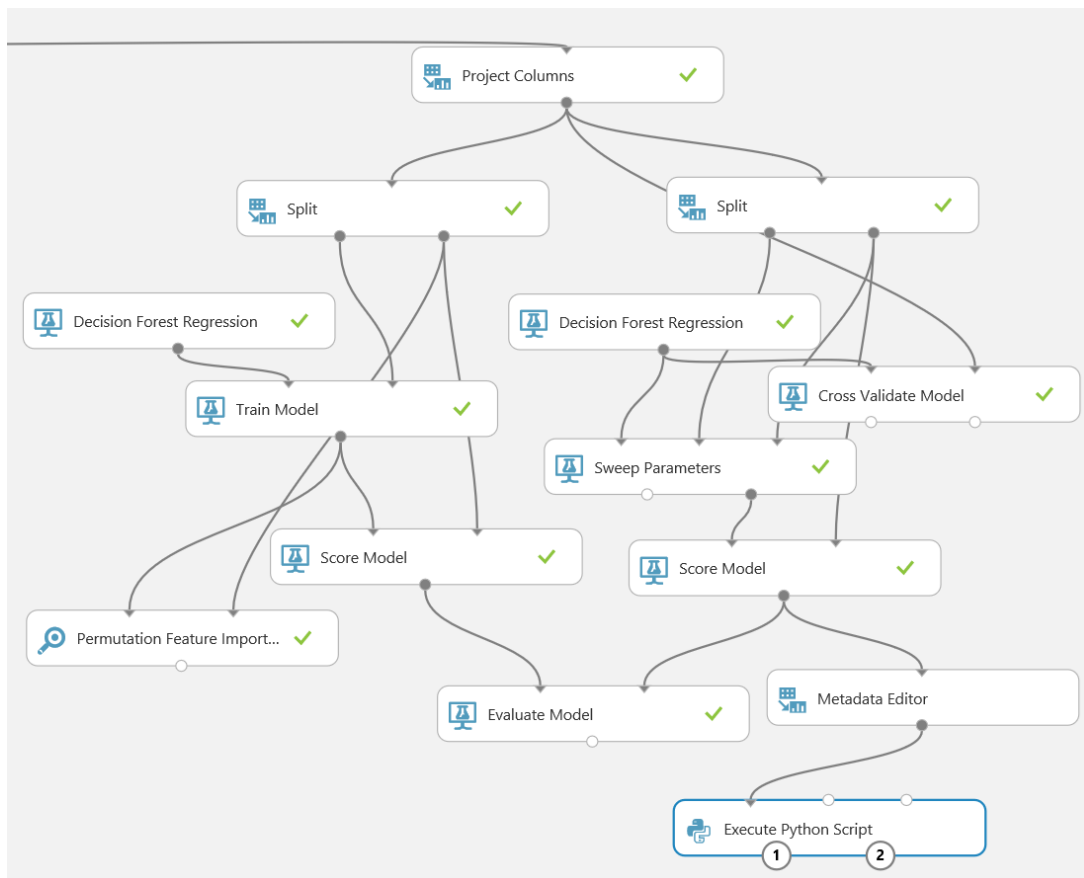 Project Columns
Split
Split
Decision Forest Regression
Decision Forest Regression
Train Model
Cross Validate Model
Sweep Parameters
Score Model
Score Model
Permutation Feature Import...
Evaluate Model
Metadata Editor
Execute Python Script
1
2